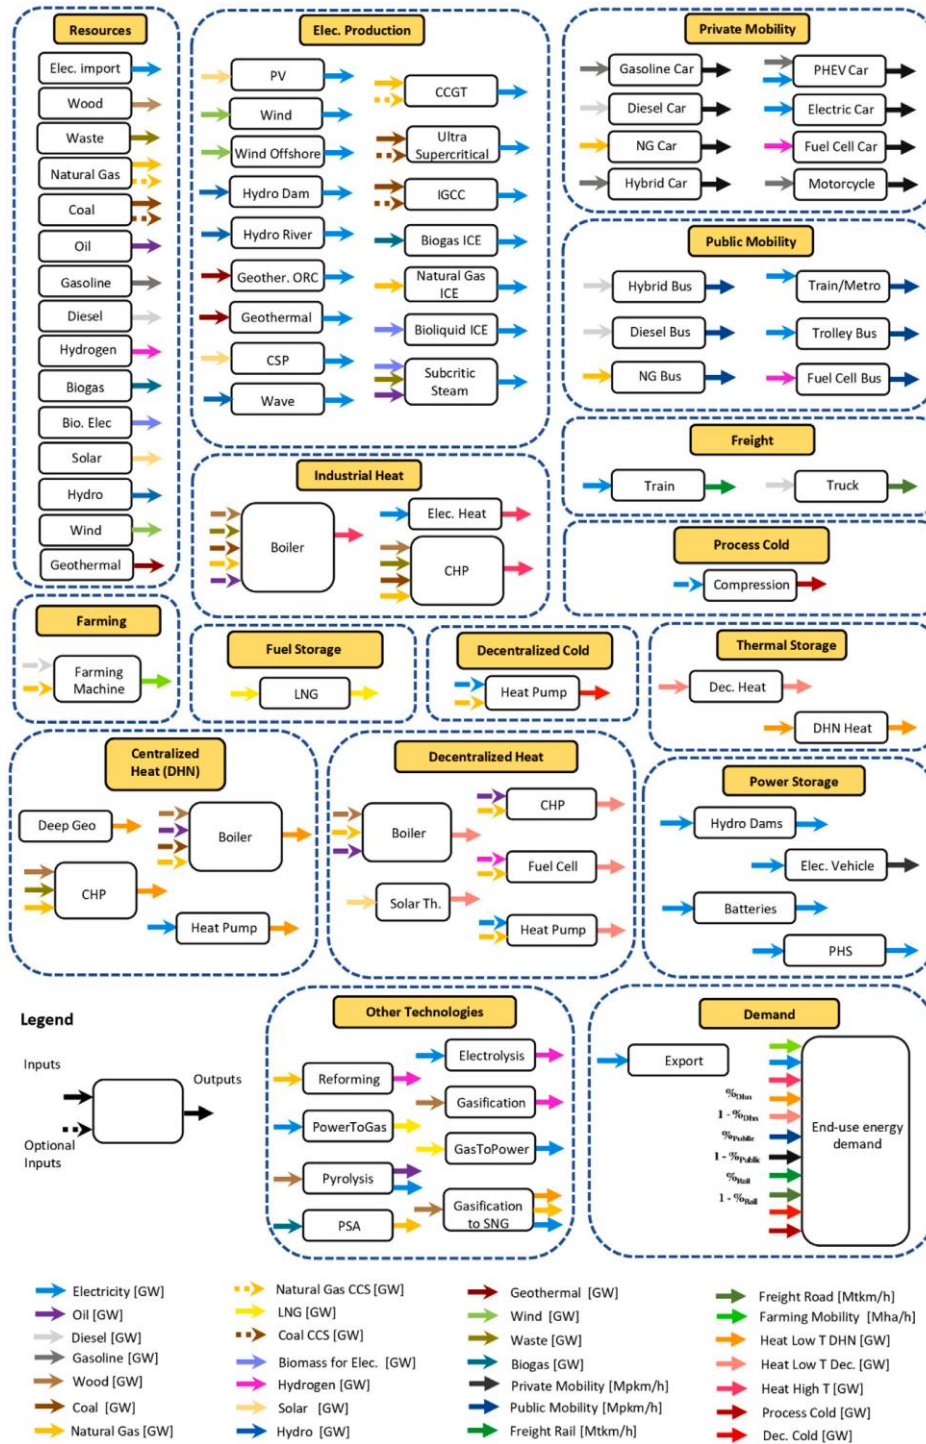 Resources
Elec. import
Wood
Waste
Natural Gas
Coal
Oil
Gasoline
Diesel
Hydrogen
Biogas
Bio. Elec
Solar
Hydro
Wind
Geothermal
Elec. Production
PV
Wind
Wind Offshore
Hydro Dam
Hydro River
Geother. ORC
Geothermal
CSP
Wave
CCGT
Ultra
Supercritical
IGCC
Biogas ICE
Natural Gas
ICE
Bioliquid ICE
Subcritic
Steam
Private Mobility
Gasoline Car
Diesel Car
NG Car
Hybrid Car
PHEV Car
Electric Car
Fuel Cell Car
Motorcycle
Public Mobility
Hybrid Bus
Diesel Bus
NG Bus
Train/Metro
Trolley Bus
Fuel Cell Bus
Freight
Train
Truck
Industrial Heat
Boiler
Elec. Heat
CHP
Process Cold
Compression
Farming
Farming
Machine
Fuel Storage
LNG
Decentralized Cold
Heat Pump
Thermal Storage
Dec. Heat
DHN Heat
Centralized
Heat (DHN)
Deep Geo
Boiler
CHP
Heat Pump
Decentralized Heat
Boiler
Solar Th.
CHP
Fuel Cell
Heat Pump
Power Storage
Hydro Dams
Elec. Vehicle
Batteries
PHS
Legend
Inputs
Outputs
Optional
Inputs
Other Technologies
Reforming
PowerToGas
Pyrolysis
PSA
Electrolysis
Gasification
GasToPower
Gasification
to SNG
Demand
Export
%Dhn
1 - %Dhn
%Public
1 - %Public
%Rail
1 - %Rail
End-use energy
demand
Electricity [GW]
Oil [GW]
Diesel [GW]
Gasoline [GW]
Wood [GW]
Coal [GW]
Natural Gas [GW]
Natural Gas CCS [GW]
LNG [GW]
Coal CCS [GW]
Biomass for Elec. [GW]
Hydrogen [GW]
Solar [GW]
Hydro [GW]
Geothermal [GW]
Wind [GW]
Waste [GW]
Biogas [GW]
Private Mobility [Mpkm/h]
Public Mobility [Mpkm/h]
Freight Rail [Mtkm/h]
Freight Road [Mtkm/h]
Farming Mobility [Mha/h]
Heat Low T DHN [GW]
Heat Low T Dec. [GW]
Heat High T [GW]
Process Cold [GW]
Dec. Cold [GW]